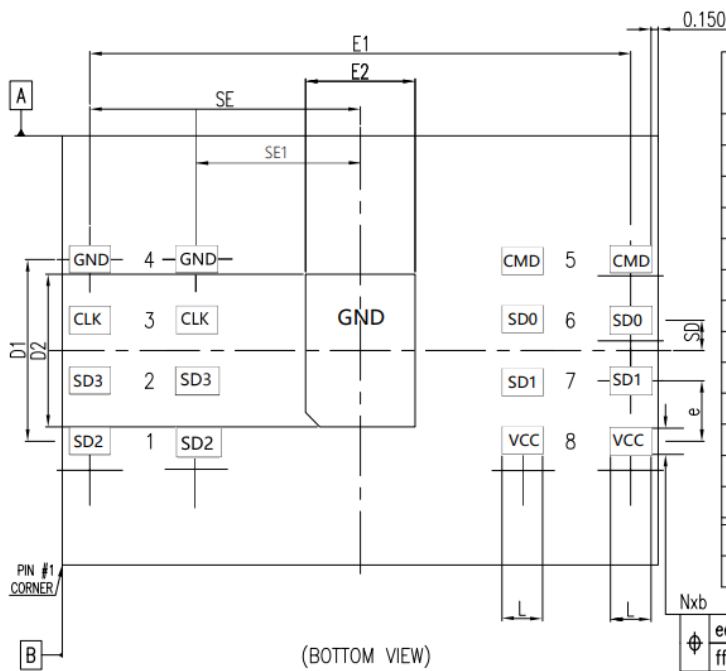 0.150
E1
E2
A
SE
SE1
GND 4 GND CMD 5 CMD
CLK 3 CLK GND SD0 6 SD0
SD
D1
D2
SD3 2 SD3 SD1 7 SD1
e
SD2 1 SD2 VCC 8 VCC
PIN #1
CORNER
L
L
Nxb
B
(BOTTOM VIEW)